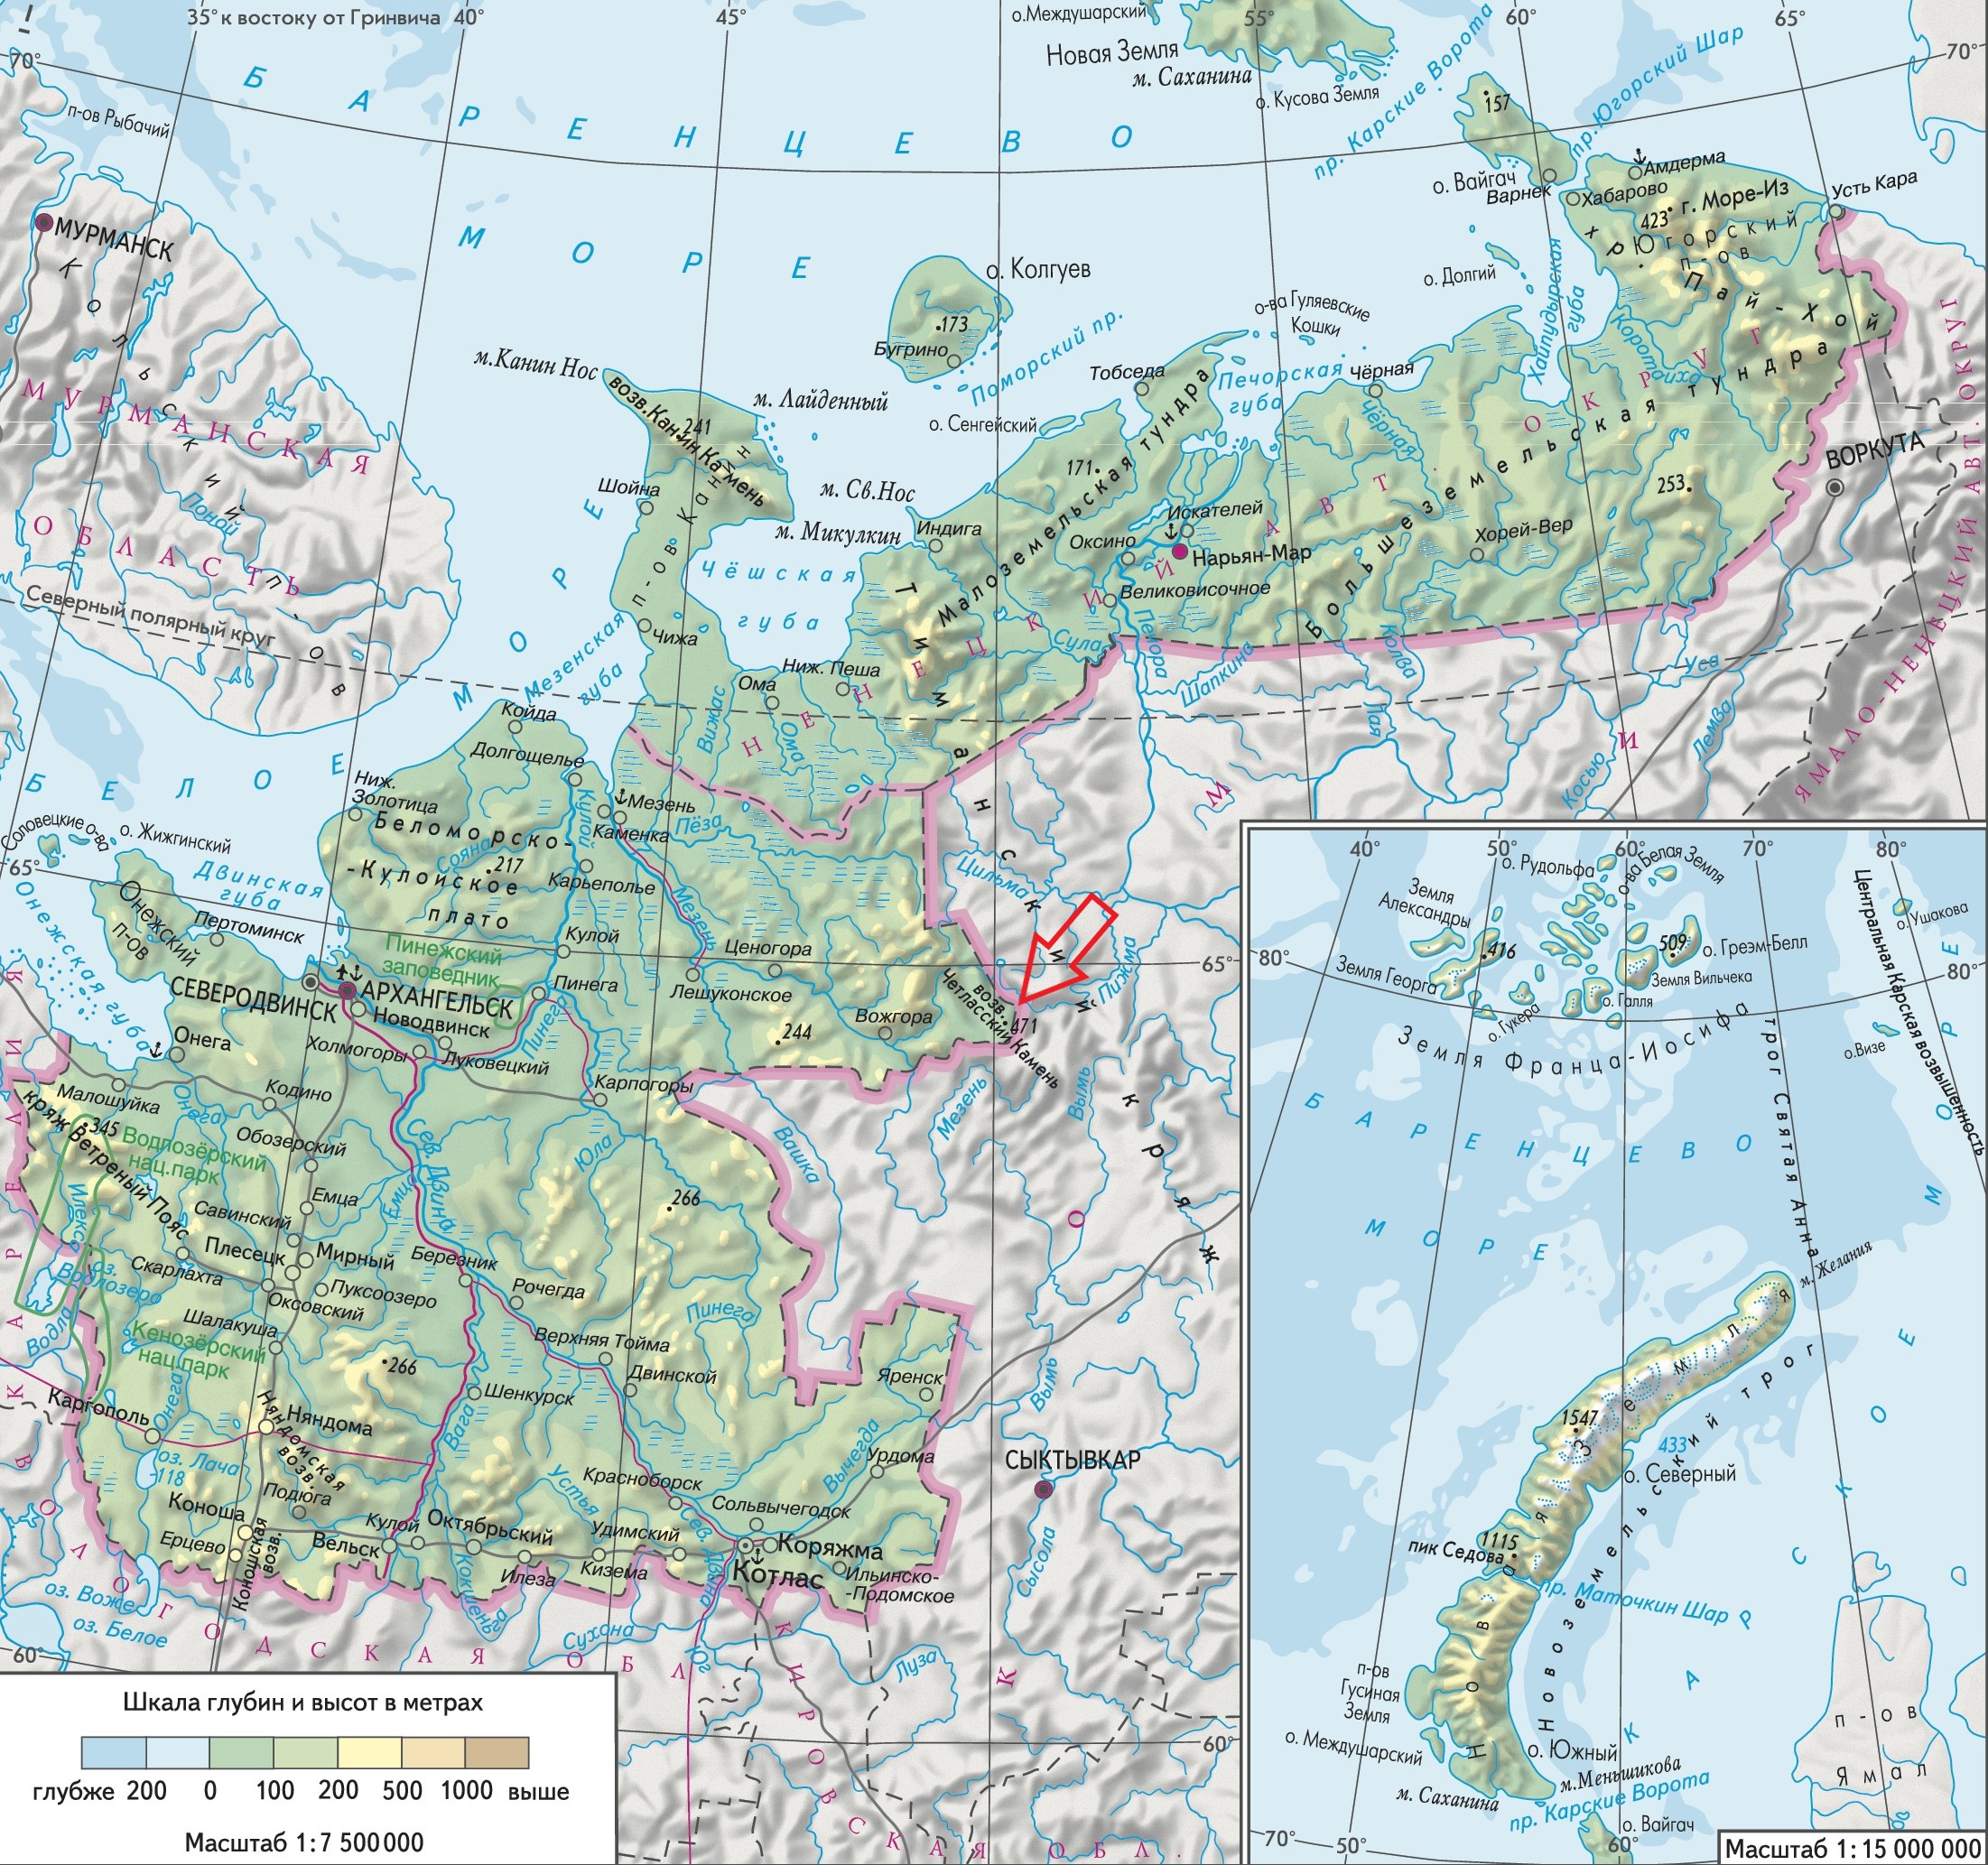 35° к востоку от Гринвича
40°
45°
о.Междушарский
55°
60°
65°
70°
70°
Новая Земля
м. Саханина
о. Кусова Земля
пр. Карские Ворота
пр. Югорский Шар
БАРЕНЦЕВО
МОРЕ
п-ов Рыбачий
МУРМАНСК
Кольский п-ов
МУРМАНСКАЯ
ОБЛАСТЬ
Поной
Северный полярный круг
157
о. Вайгач
Варнек
Амдерма
Хабарово
Усть Кара
423
г. Море-Из
Югорский
п-ов
хр. Пай-Хой
о. Долгий
Хайпудырская
губа
Коротаиха
о. Колгуев
173
Бугрино
Поморский пр.
о-ва Гуляевские
Кошки
Тобседа
Печорская
губа
Чёрная
Чёрная
о. Сенгейский
м.Канин Нос
возв.Канин Камень
241
м. Лайденный
м. Св.Нос
м. Микулкин
Шойна
п-ов Канин
Чижа
Чёшская
губа
Индига
171
Малоземельская тундра
Большеземельская тундра
253
Искателей
Оксино
Нарьян-Мар
Великовисочное
Хорей-Вер
ВОРКУТА
НЕНЕЦКИЙ АВТ. ОКРУГ
ЯМАЛО-НЕНЕЦКИЙ АВТ. ОКРУГ
Сула
Печора
Шапкина
Колва
Лая
Уса
Косью
Лемва
Тиманский кряж
Мезенская
губа
Ниж. Пеша
Ома
Вижас
Ома
БЕЛОЕ МОРЕ
Койда
Долгощелье
Ниж.
Золотица
Мезень
Каменка
Пёза
Кулой
Беломорско-
-Кулойское
плато
Сояна
217
Карьеполье
Соловецкие о-ва
о. Жижгинский
65°
Двинская
губа
Онежская губа
Онежский
п-ов
Пертоминск
Пинежский
заповедник
Кулой
Мезень
Ценогора
Лешуконское
Вожгора
244
Цильма
Пижма
65°
возв.
Четласский Камень
471
СЕВЕРОДВИНСК
АРХАНГЕЛЬСК
Новодвинск
Пинега
Пинега
Онега
Холмогоры
Луковецкий
Карпогоры
Малошуйка
Кодино
Онега
Мезень
Вымь
кряж Ветреный Пояс
345
Водлозёрский
нац.парк
Обозерский
Сев. Двина
Юла
Вашка
Илекса
Емца
Емца
Савинский
266
Плесецк
Мирный
Березник
Скарлахта
оз.
Водлозеро
Луксоозеро
Оксовский
Рочегда
Водла
Шалакуша
Кенозёрский
нац.парк
Пинега
Верхняя Тойма
266
Двинской
Яренск
Вымь
КАРЕЛИЯ
Шенкурск
Каргополь
Онега
Няндома
Няндомская
возв.
Вага
оз. Лача
118
Вычегда
Урдома
СЫКТЫВКАР
Красноборск
Подюга
Устья
Сольвычегодск
Коноша
Кулой
Октябрьский
Удимский
Сев. Двина
Ерцево
Вельск
Коряжма
Коношская
возв.
Кокшеньга
Илеза
Кизема
Котлас
Ильинско-
-Подомское
Сысола
оз. Воже
оз. Белое
Сухона
Юг
Луза
ВОЛОГОДСКАЯ ОБЛ.
КИРОВСКАЯ ОБЛ.
КОМИ
60°
60°
Шкала глубин и высот в метрах
глубже 200 0 100 200 500 1000 выше
Масштаб 1:7 500 000
40°
50°
60°
70°
80°
о. Рудольфа
о-ва Белая Земля
Земля
Александры
416
509
о. Греэм-Белл
Земля Вильчека
80°
Земля Георга
о. Галля
о. Гукера
Земля Франца-Иосифа
о. Ушакова
80°
о.Визе
Центральная Карская возвышенность
трог Святая Анна
БАРЕНЦЕВО
МОРЕ
м. Желания
Новая Земля
1547
433
о. Северный
Новоземельский трог
1115
пик Седова
пр. Маточкин Шар
КАРСКОЕ МОРЕ
п-ов
Гусиная
Земля
о. Междушарский
о. Южный
м.Меньшикова
м. Саханина
пр. Карские Ворота
о. Вайгач
п-ов
Ямал
70°
50°
60°
Масштаб 1:15 000 000